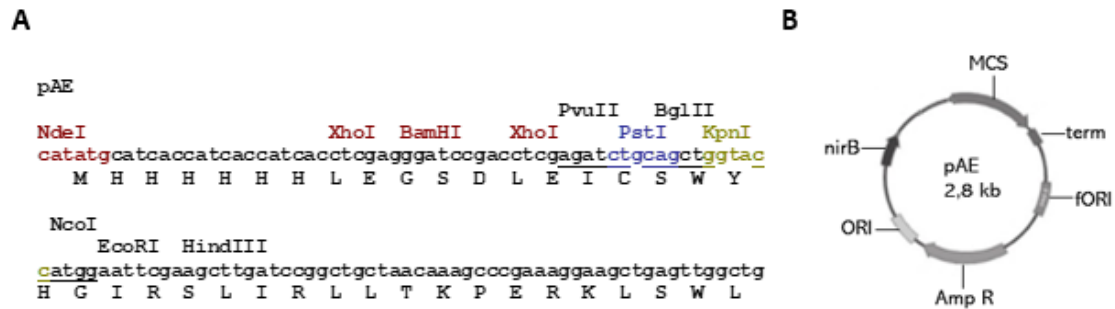 A
pAE
PvuII BglII
NdeI XhoI BamHI XhoI PstI KpnI
catatgcatcaccatcaccatcacctcgagggatccgacctcgagatctgcagctggtac
M H H H H H H L E G S D L E I C S W Y
NcoI
EcoRI HindIII
catggaattcgaagcttgatccggctgctaacaaagcccgaaaggaagctgagttggctg
H G I R S L I R L L T K P E R K L S W L
B
MCS
term
nirB
pAE
2,8 kb
fORI
ORI
Amp R